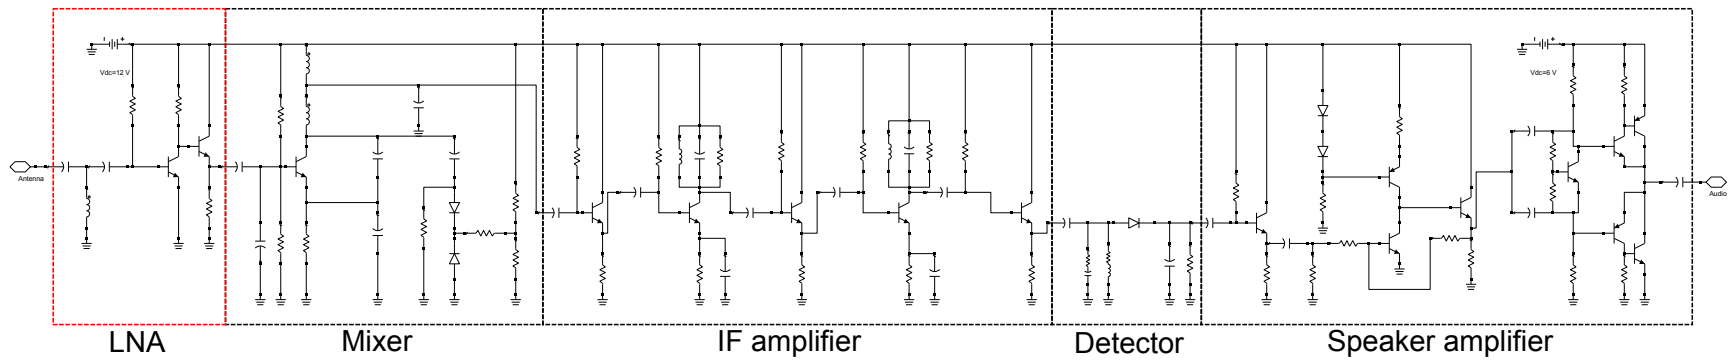 Vdc=12 V
Vdc=6 V
Antenna
Audio
LNA
Mixer
IF amplifier
Detector
Speaker amplifier